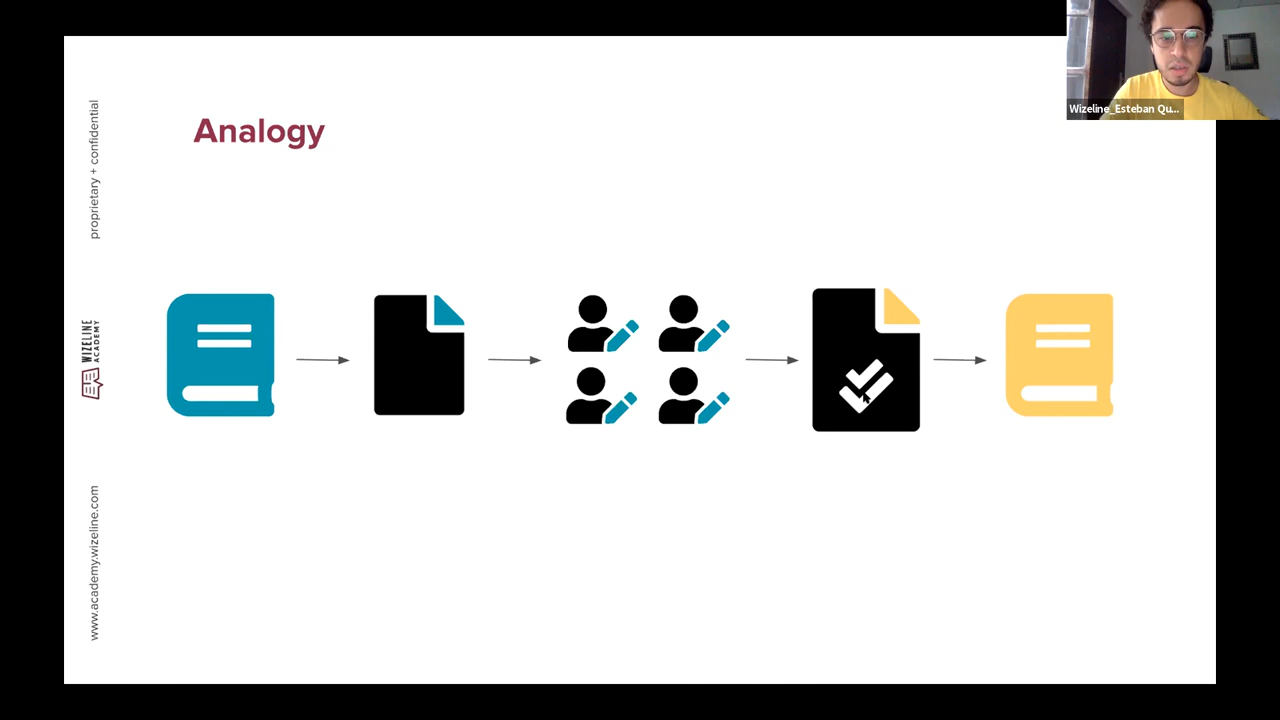 Wizeline_Esteban Qu...
Analogy
proprietary + confidential
WIZELINE
ACADEMY
www.academy.wizeline.com